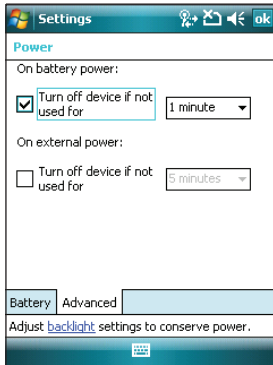 Settings
ok
Power
On battery power:
Turn off device if not
used for
1 minute
On external power:
Turn off device if not
used for
5 minutes
Battery Advanced
Adjust backlight settings to conserve power.